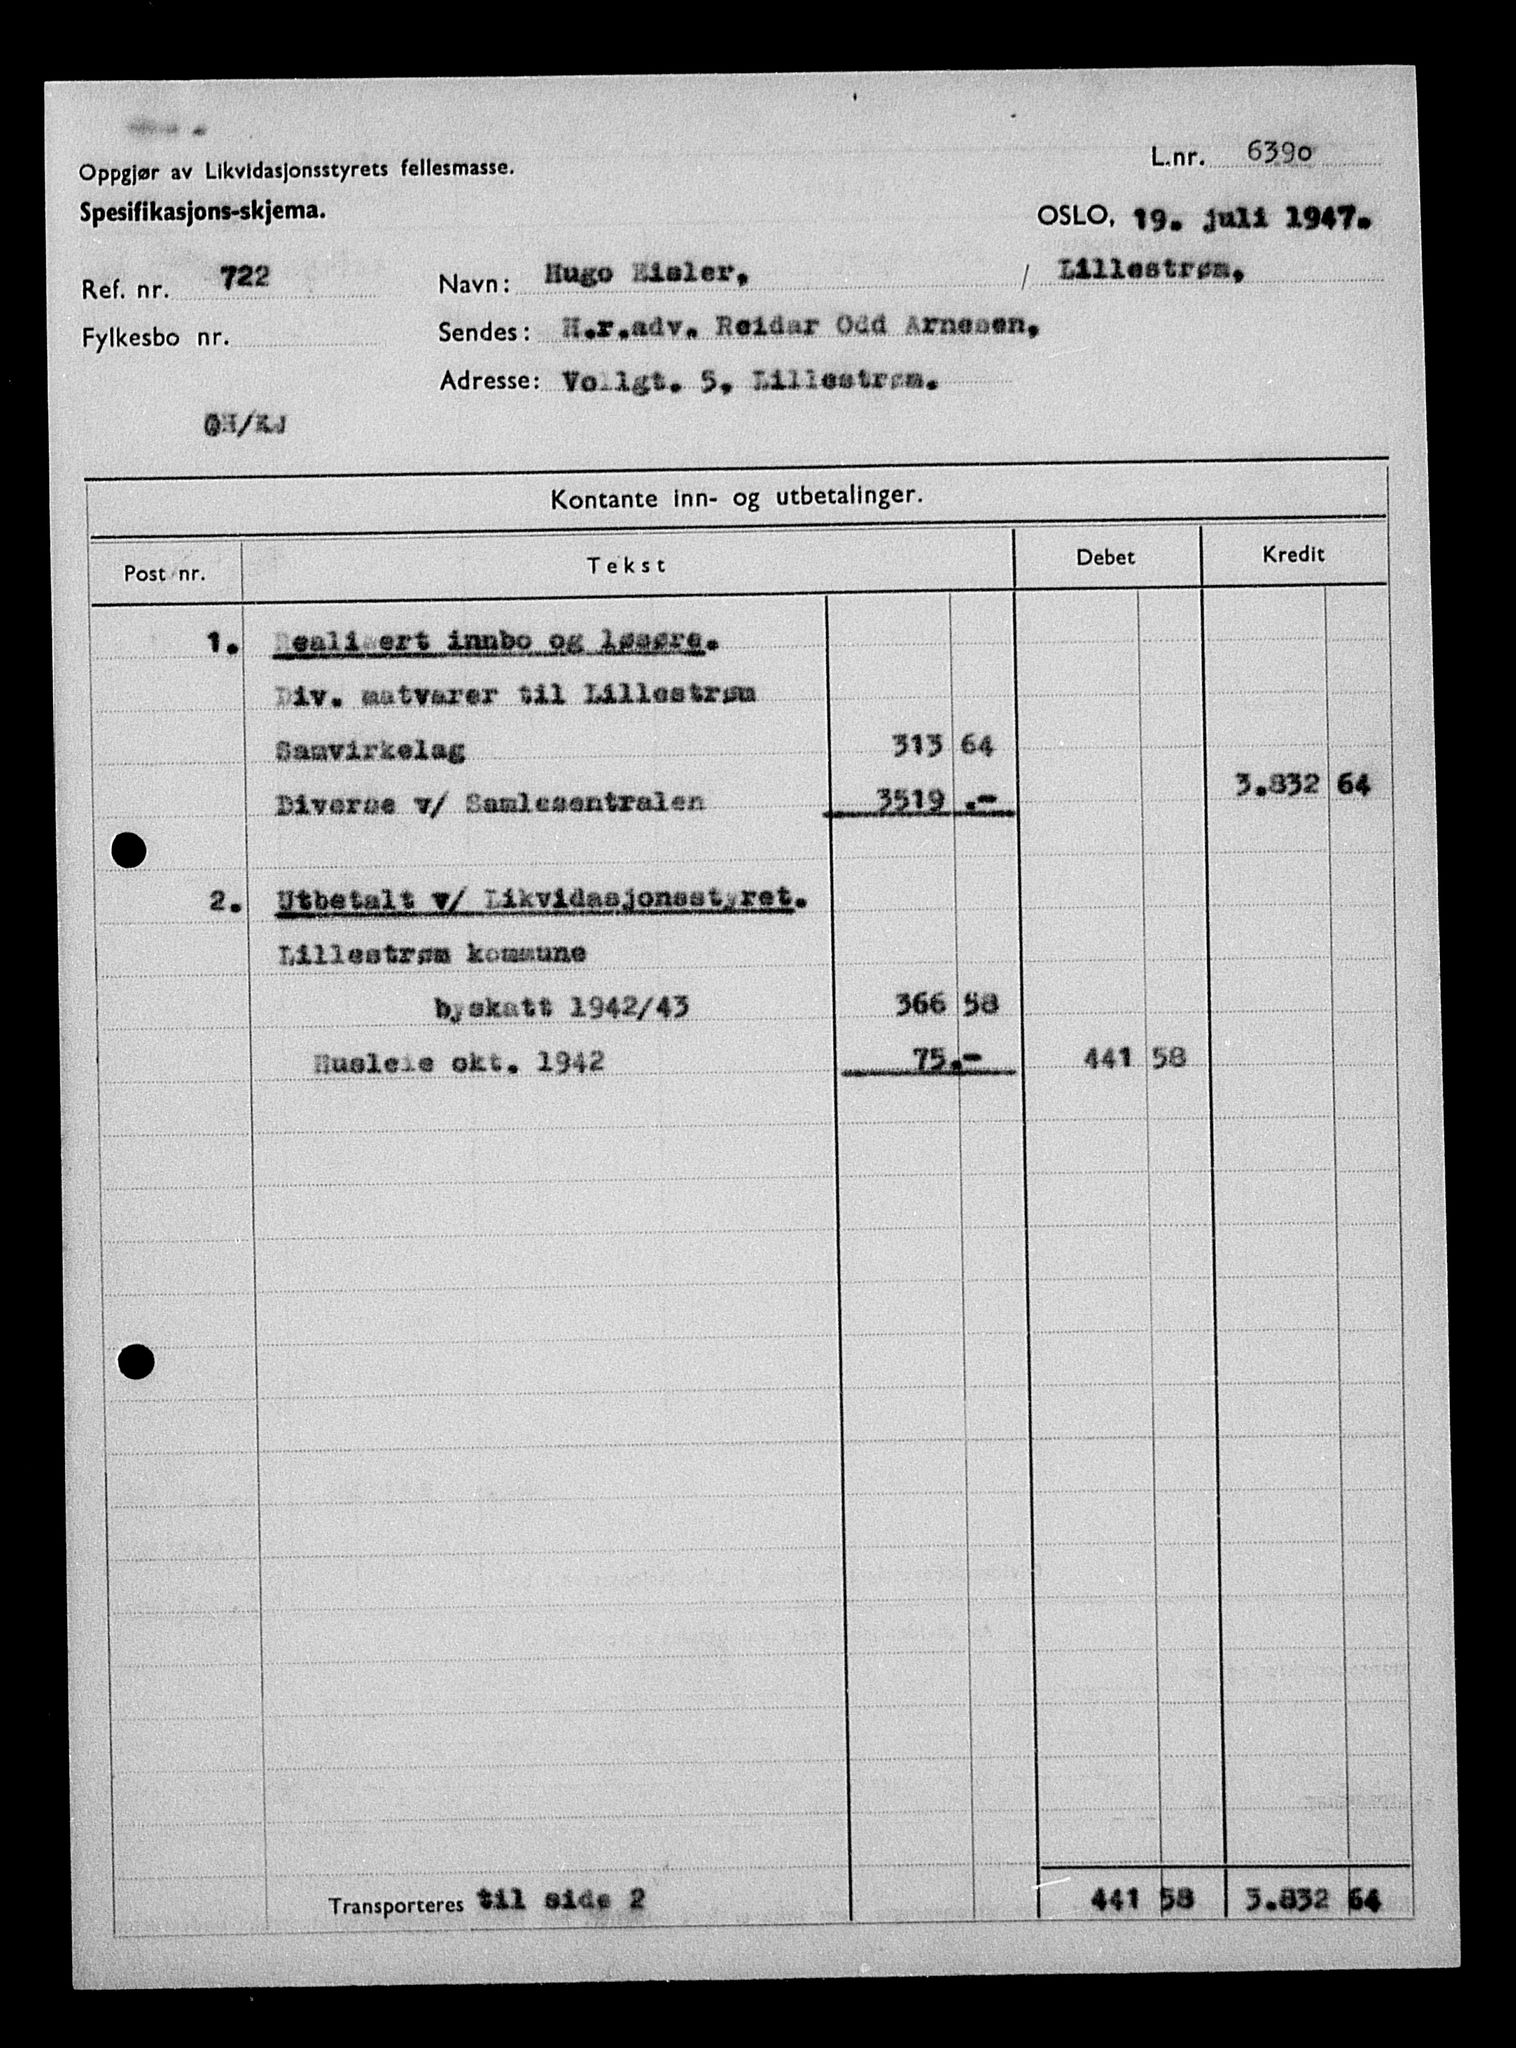 Oppgjør av Likvidasjonsstyrets fellesmasse.
L.nr. 6390
Spesifikasjons-skjema.
OSLO, 19. juli 1947.
Ref. nr. 722
Navn: Hugo Eisler, / Lillestrøm,
Fylkesbo nr.
Sendes: H.r.adv. Reidar Odd Arnesen,
Adresse: Vollgt. 5, Lillestrøm.
ØH/KJ
Kontante inn- og utbetalinger.
Post nr. Tekst Debet Kredit
1. Realisert innbo og løsøre.
Div. matvarer til Lillestrøm
Samvirkelag 313 64
Diverse v/ Samlesentralen 3519 .- 3.832 64
2. Utbetalt v/ Likvidasjonsstyret.
Lillestrøm kommune
byskatt 1942/43 366 58
Husleie okt. 1942 75.- 441 58
Transporteres til side 2 441 58 3.832 64